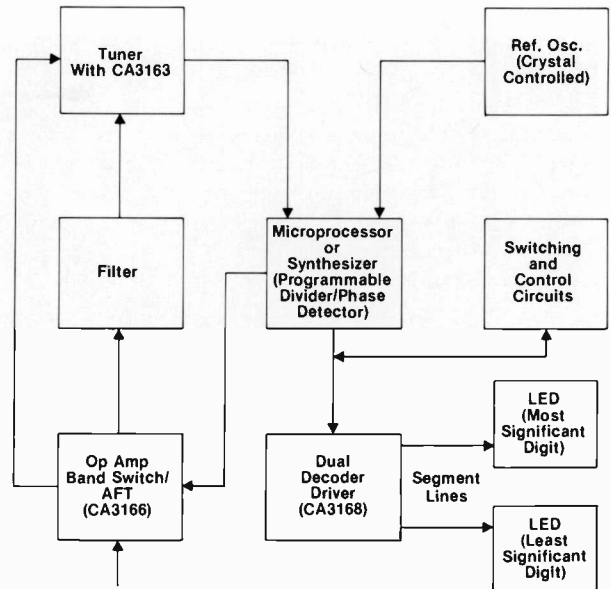 Tuner
With CA3163
Ref. Osc.
(Crystal
Controlled)
Filter
Microprocessor
or
Synthesizer
(Programmable
Divider/Phase
Detector)
Switching
and
Control
Circuits
Op Amp
Band Switch/
AFT
(CA3166)
Dual
Decoder
Driver
(CA3168)
Segment
Lines
LED
(Most
Significant
Digit)
LED
(Least
Significant
Digit)